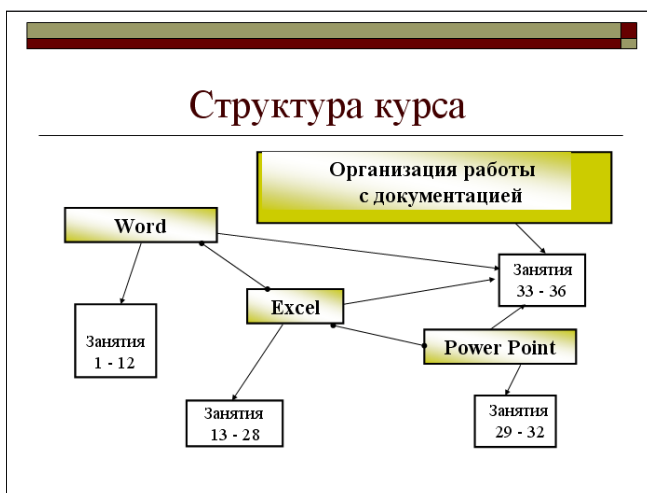 Структура курса
Организация работы
с документацией
Word
Занятия
33 - 36
Excel
Занятия
1 - 12
Power Point
Занятия
13 - 28
Занятия
29 - 32